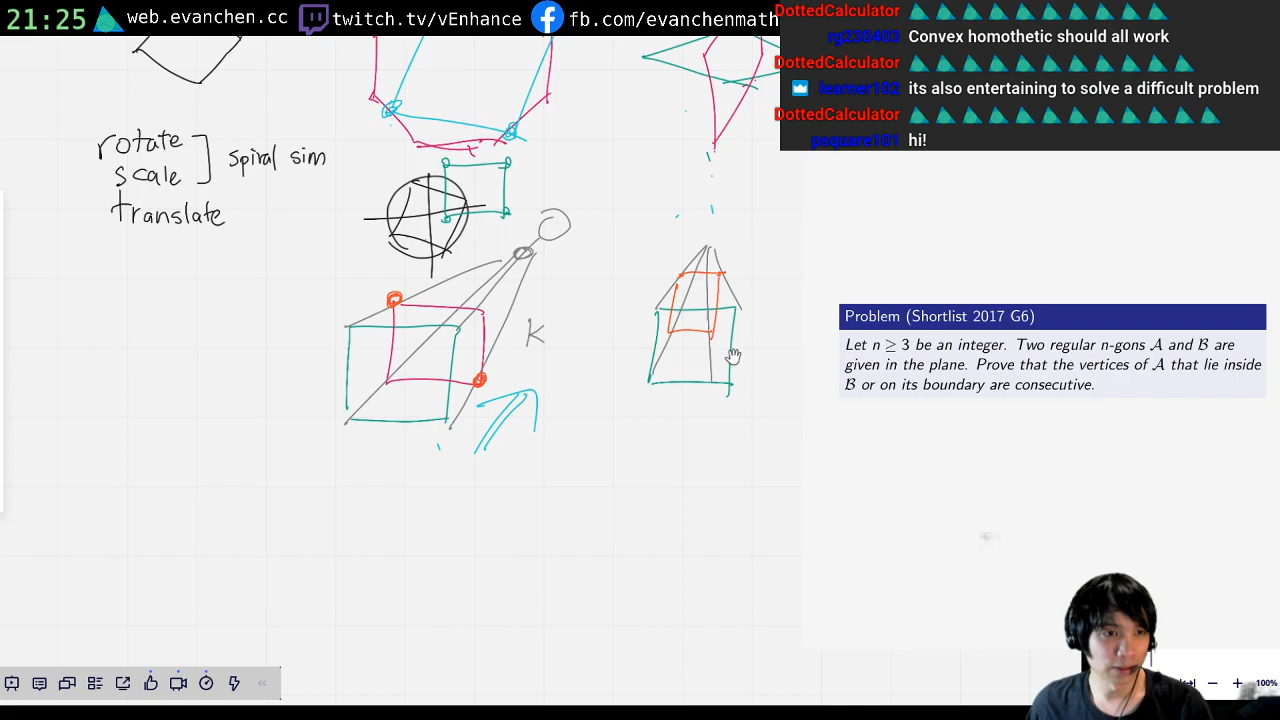 21:25 web.evanchen.cc twitch.tv/vEnhance fb.com/evanchenmath
DottedCalculator
rg230403 Convex homothetic should all work
DottedCalculator
learner102 its also entertaining to solve a difficult problem
DottedCalculator
psquare101 hi!
rotate
scale
spiral sim
translate
K
Problem (Shortlist 2017 G6)
Let n ≥ 3 be an integer. Two regular n-gons 𝒜 and ℬ are
given in the plane. Prove that the vertices of 𝒜 that lie inside
ℬ or on its boundary are consecutive.
100%